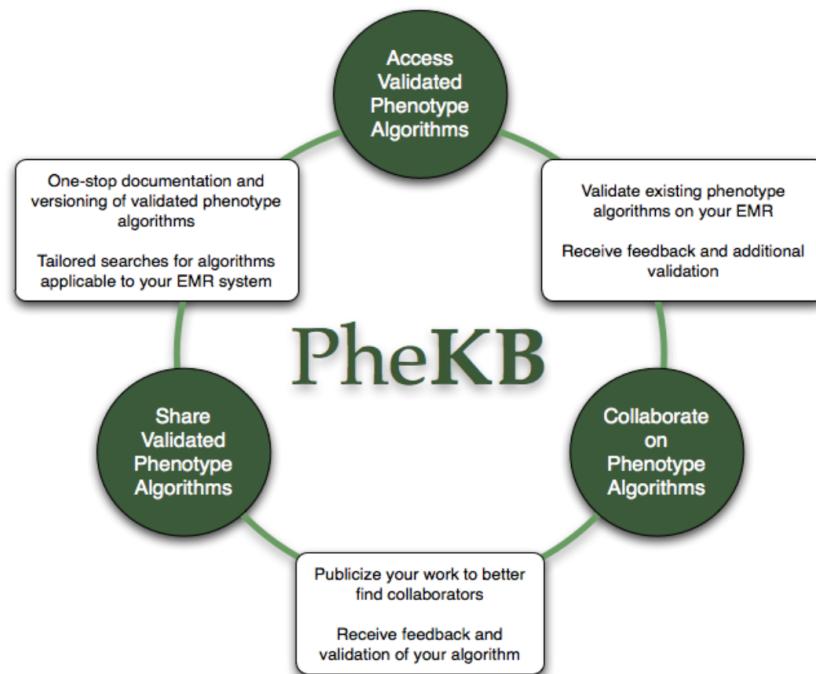 Access
Validated
Phenotype
Algorithms
One-stop documentation and
versioning of validated phenotype
algorithms
Tailored searches for algorithms
applicable to your EMR system
Validate existing phenotype
algorithms on your EMR
Receive feedback and additional
validation
PheKB
Share
Validated
Phenotype
Algorithms
Collaborate
on
Phenotype
Algorithms
Publicize your work to better
find collaborators
Receive feedback and
validation of your algorithm